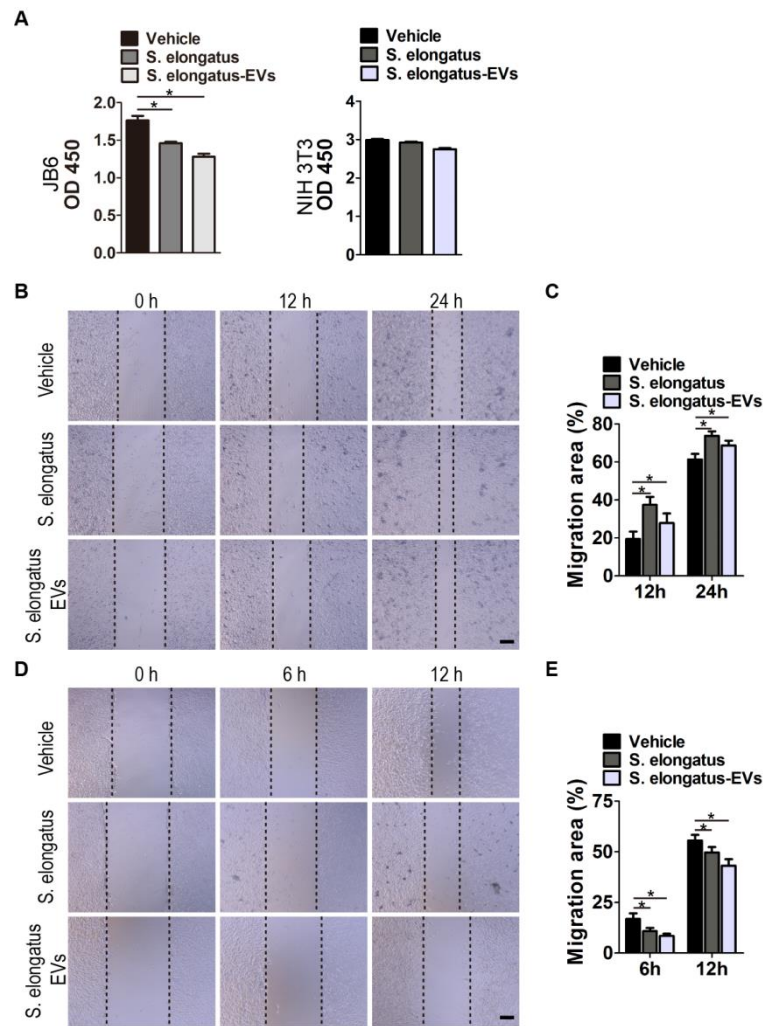 A
Vehicle
S. elongatus
S. elongatus-EVs
JB6
OD 450
2.0
1.5
1.0
0.5
0.0
*
*
Vehicle
S. elongatus
S. elongatus-EVs
NIH 3T3
OD 450
4
3
2
1
0
B
0 h
12 h
24 h
Vehicle
S. elongatus
S. elongatus
EVs
C
Vehicle
S. elongatus
S. elongatus-EVs
Migration area (%)
80
60
40
20
0
*
*
*
*
12h
24h
D
0 h
6 h
12 h
Vehicle
S. elongatus
S. elongatus
EVs
E
Vehicle
S. elongatus
S. elongatus-EVs
Migration area (%)
75
50
25
0
*
*
*
*
6h
12h